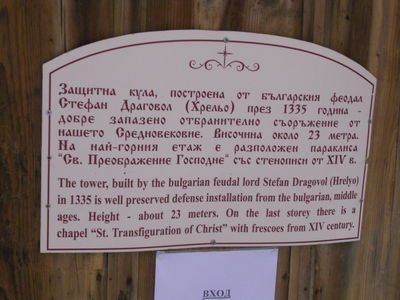 Защитна кула, построена от българския феодал
Стефан Драговол (Хрельо) през 1335 година -
добре запазено отбранително съоръжение от
нашето Средновековие. Височина около 23 метра.
На най-горния етаж е разположен параклиса
"Св. Преображение Господне" със стенописи от XIV в.
The tower, built by the bulgarian feudal lord Stefan Dragovol (Hrelyo)
in 1335 is well preserved defense installation from the bulgarian, middle
ages. Height - about 23 meters. On the last storey there is a
chapel "St. Transfiguration of Christ" with frescoes from XIV century.
ВХОД